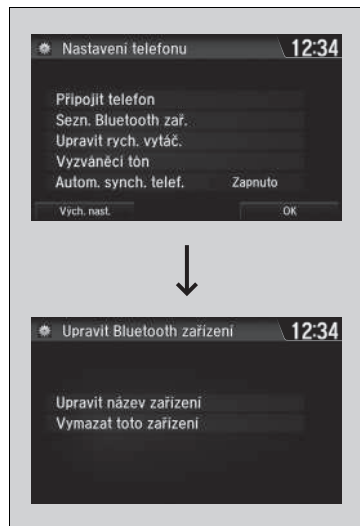 Nastavení telefonu 12:34
Připojit telefon
Sezn. Bluetooth zař.
Upravit rych. vytáč.
Vyzváněcí tón
Autom. synch. telef. Zapnuto
Vých. nast. OK
Upravit Bluetooth zařízení 12:34
Upravit název zařízení
Vymazat toto zařízení